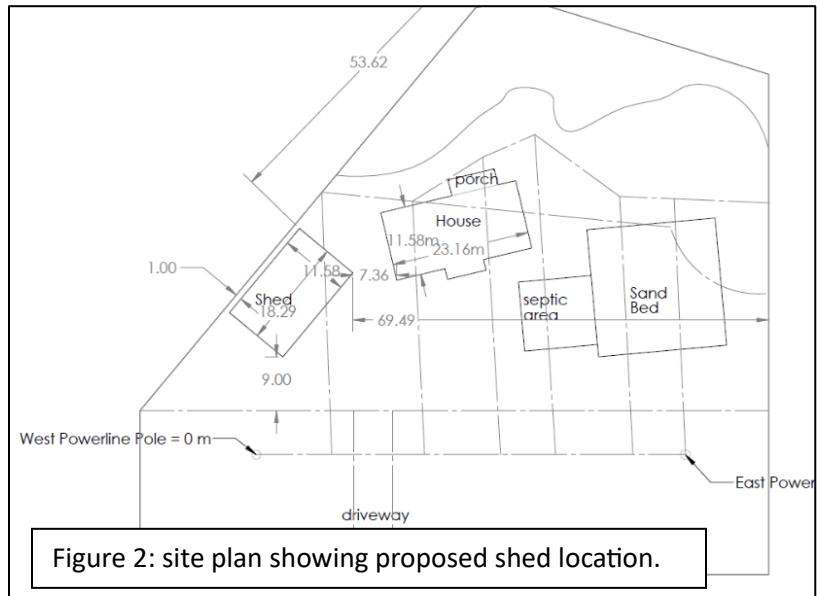 53.62
porch
House
11.58m
23.16m
1.00
11.58
7.36
Shed
18.29
septic
area
Sand
Bed
69.49
9.00
West Powerline Pole = 0 m
East Power
driveway
Figure 2: site plan showing proposed shed location.